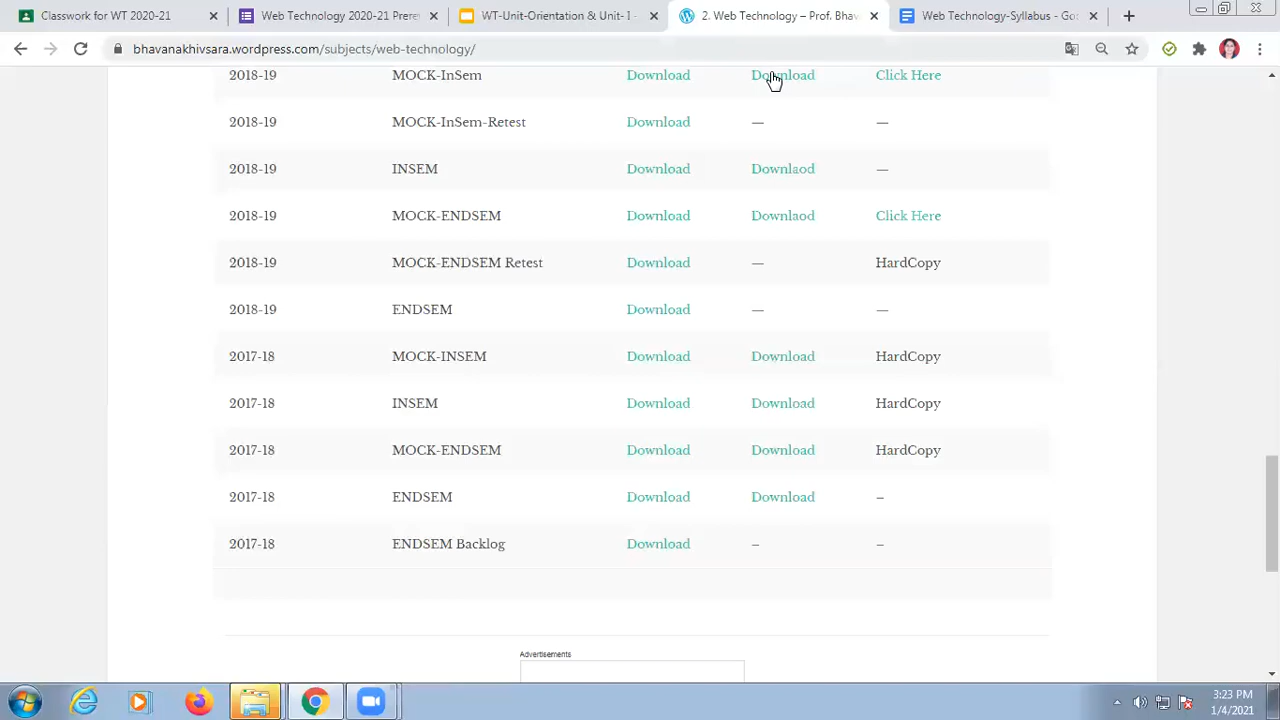 Classwork for WT 2020-21
Web Technology 2020-21 Prere
WT-Unit-Orientation & Unit- I -
2. Web Technology – Prof. Bhav
Web Technology-Syllabus - Go
bhavanakhivsara.wordpress.com/subjects/web-technology/
2018-19 MOCK-InSem Download Download Click Here
2018-19 MOCK-InSem-Retest Download — —
2018-19 INSEM Download Downlaod —
2018-19 MOCK-ENDSEM Download Downlaod Click Here
2018-19 MOCK-ENDSEM Retest Download — HardCopy
2018-19 ENDSEM Download — —
2017-18 MOCK-INSEM Download Download HardCopy
2017-18 INSEM Download Download HardCopy
2017-18 MOCK-ENDSEM Download Download HardCopy
2017-18 ENDSEM Download Download –
2017-18 ENDSEM Backlog Download – –
Advertisements
3:23 PM
1/4/2021